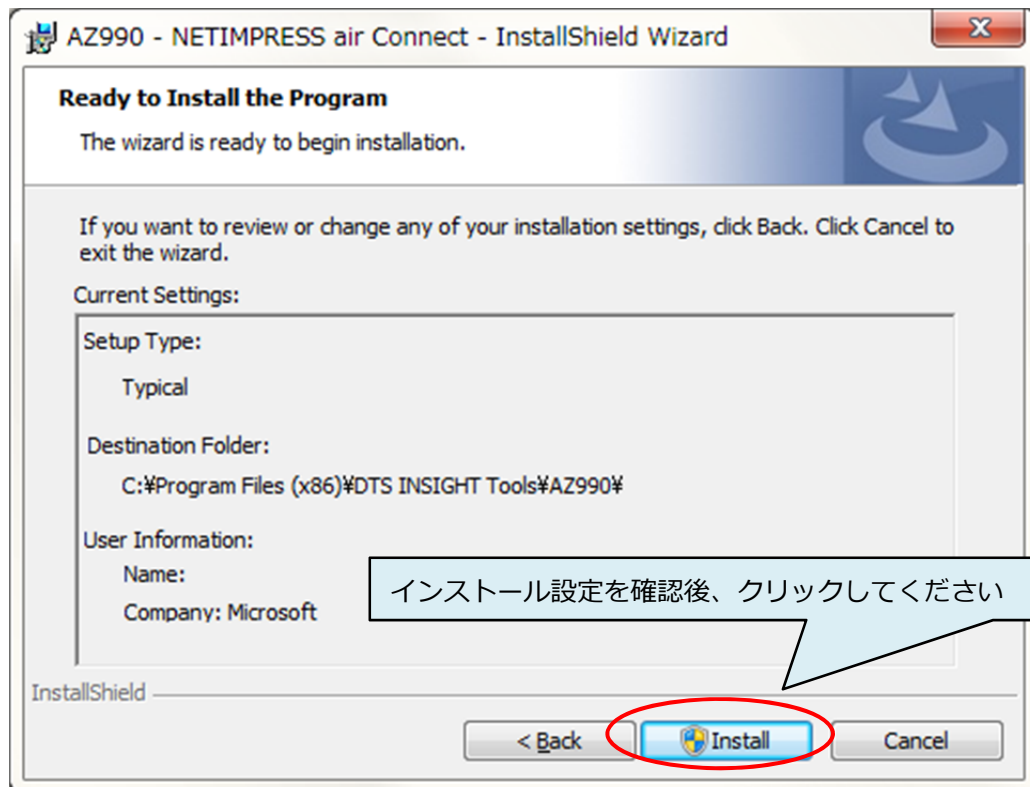 AZ990 - NETIMPRESS air Connect - InstallShield Wizard
Ready to Install the Program
The wizard is ready to begin installation.
If you want to review or change any of your installation settings, click Back. Click Cancel to
exit the wizard.
Current Settings:
Setup Type:
Typical
Destination Folder:
C:¥Program Files (x86)¥DTS INSIGHT Tools¥AZ990¥
User Information:
Name:
Company: Microsoft
インストール設定を確認後、クリックしてください
InstallShield
< Back
Install
Cancel